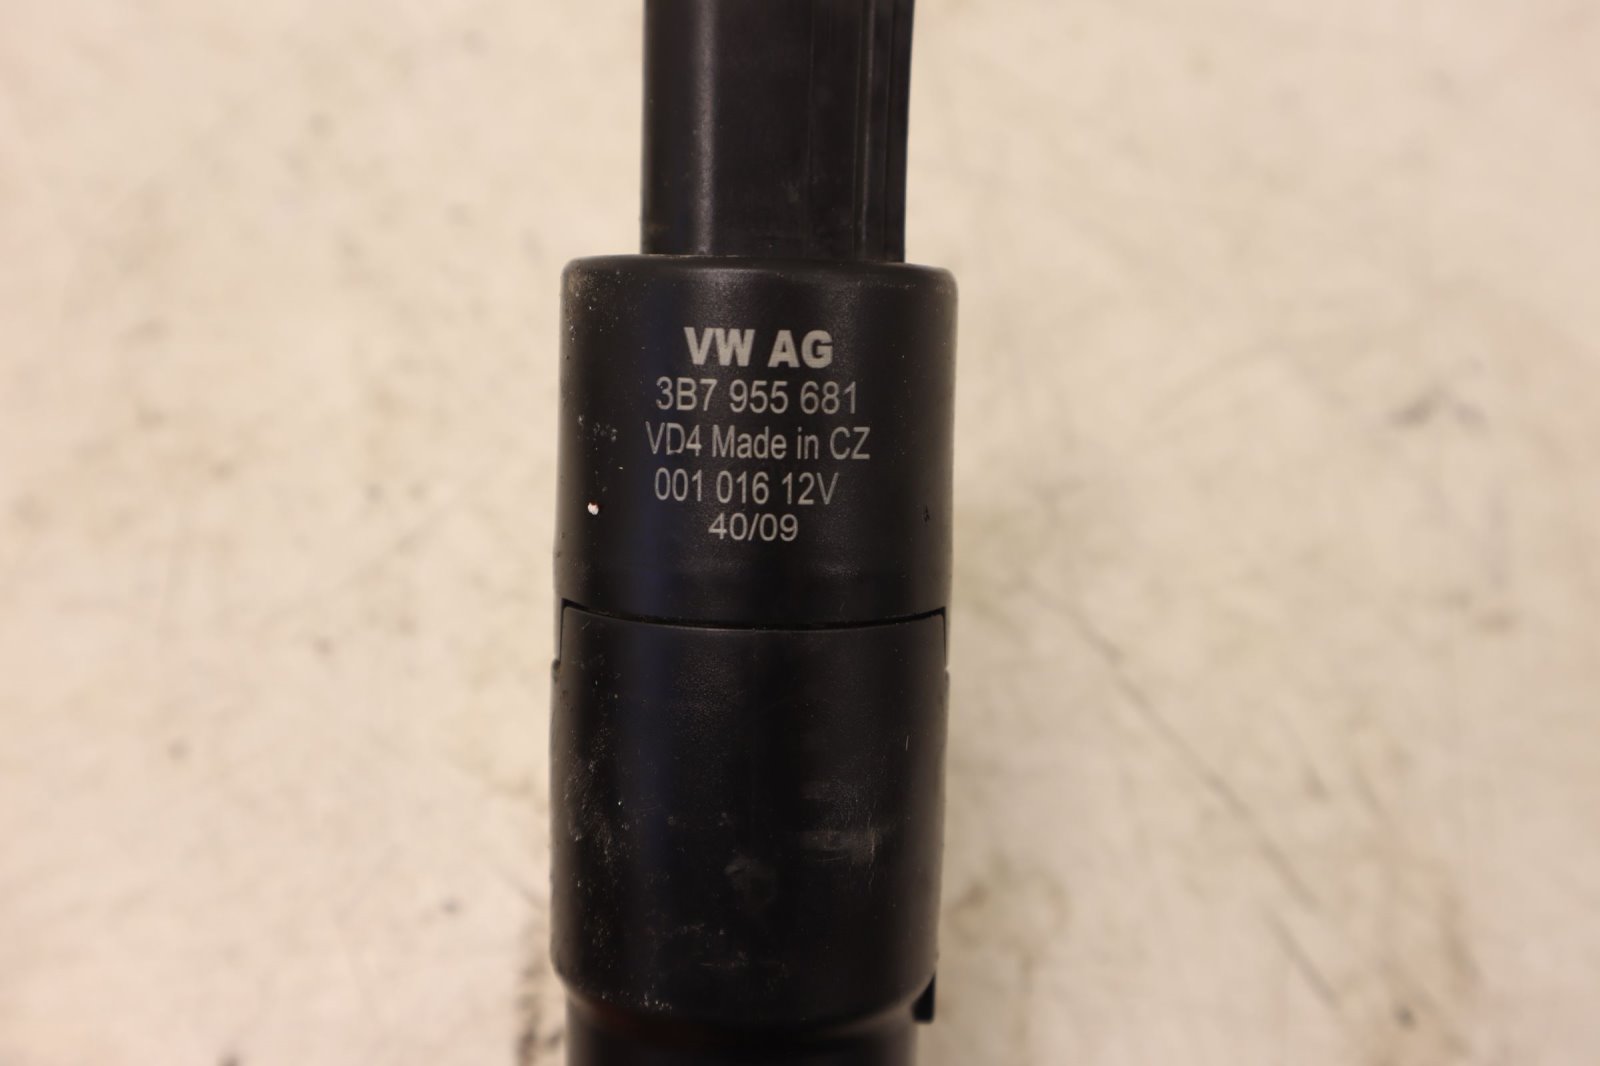 VW AG
3B7 955 681
VD4 Made in CZ
001 016 12V
40/09